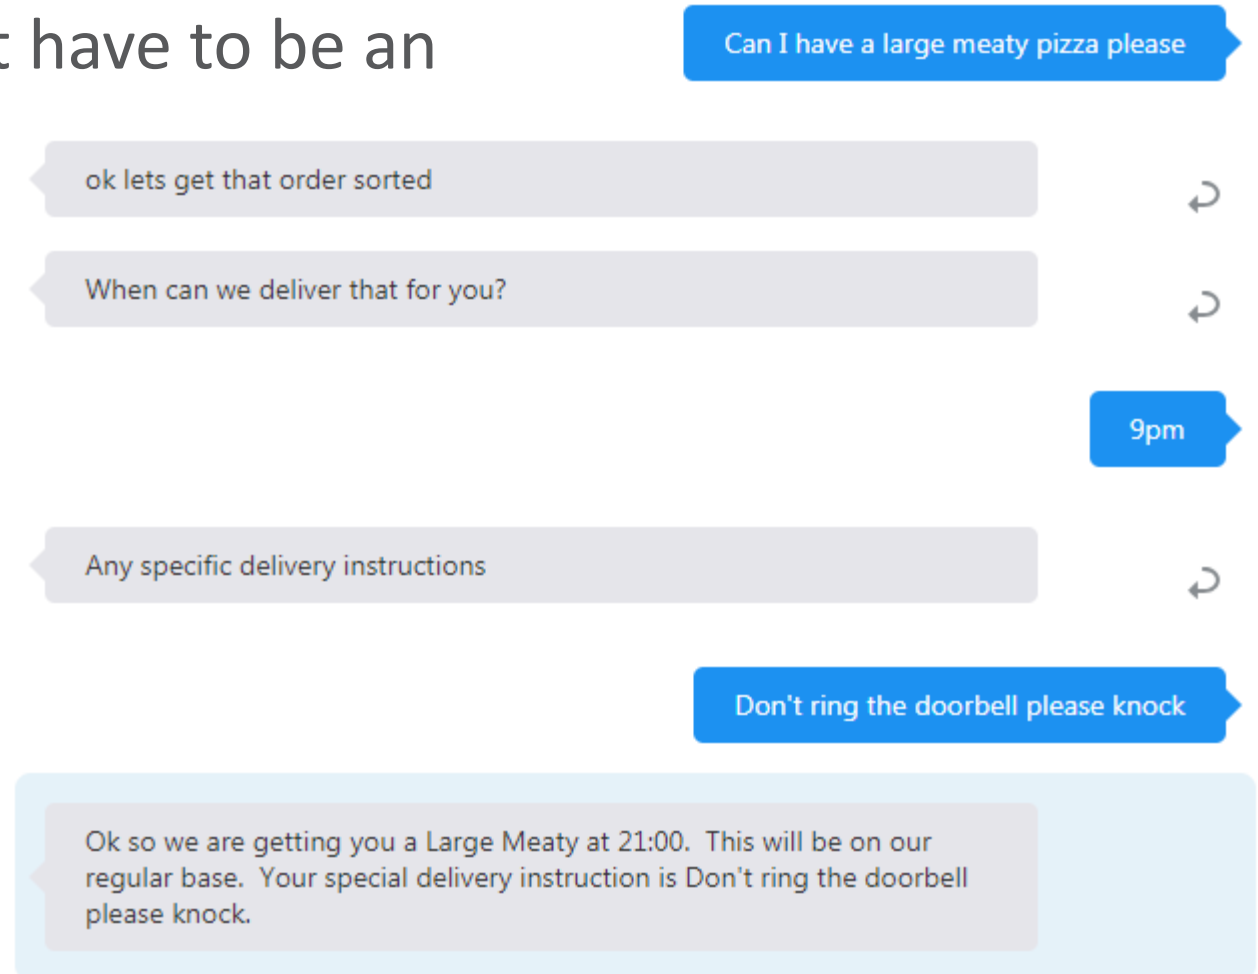 t have to be an
Can I have a large meaty pizza please
ok lets get that order sorted
When can we deliver that for you?
9pm
Any specific delivery instructions
Don't ring the doorbell please knock
Ok so we are getting you a Large Meaty at 21:00.  This will be on our
regular base.  Your special delivery instruction is Don't ring the doorbell
please knock.